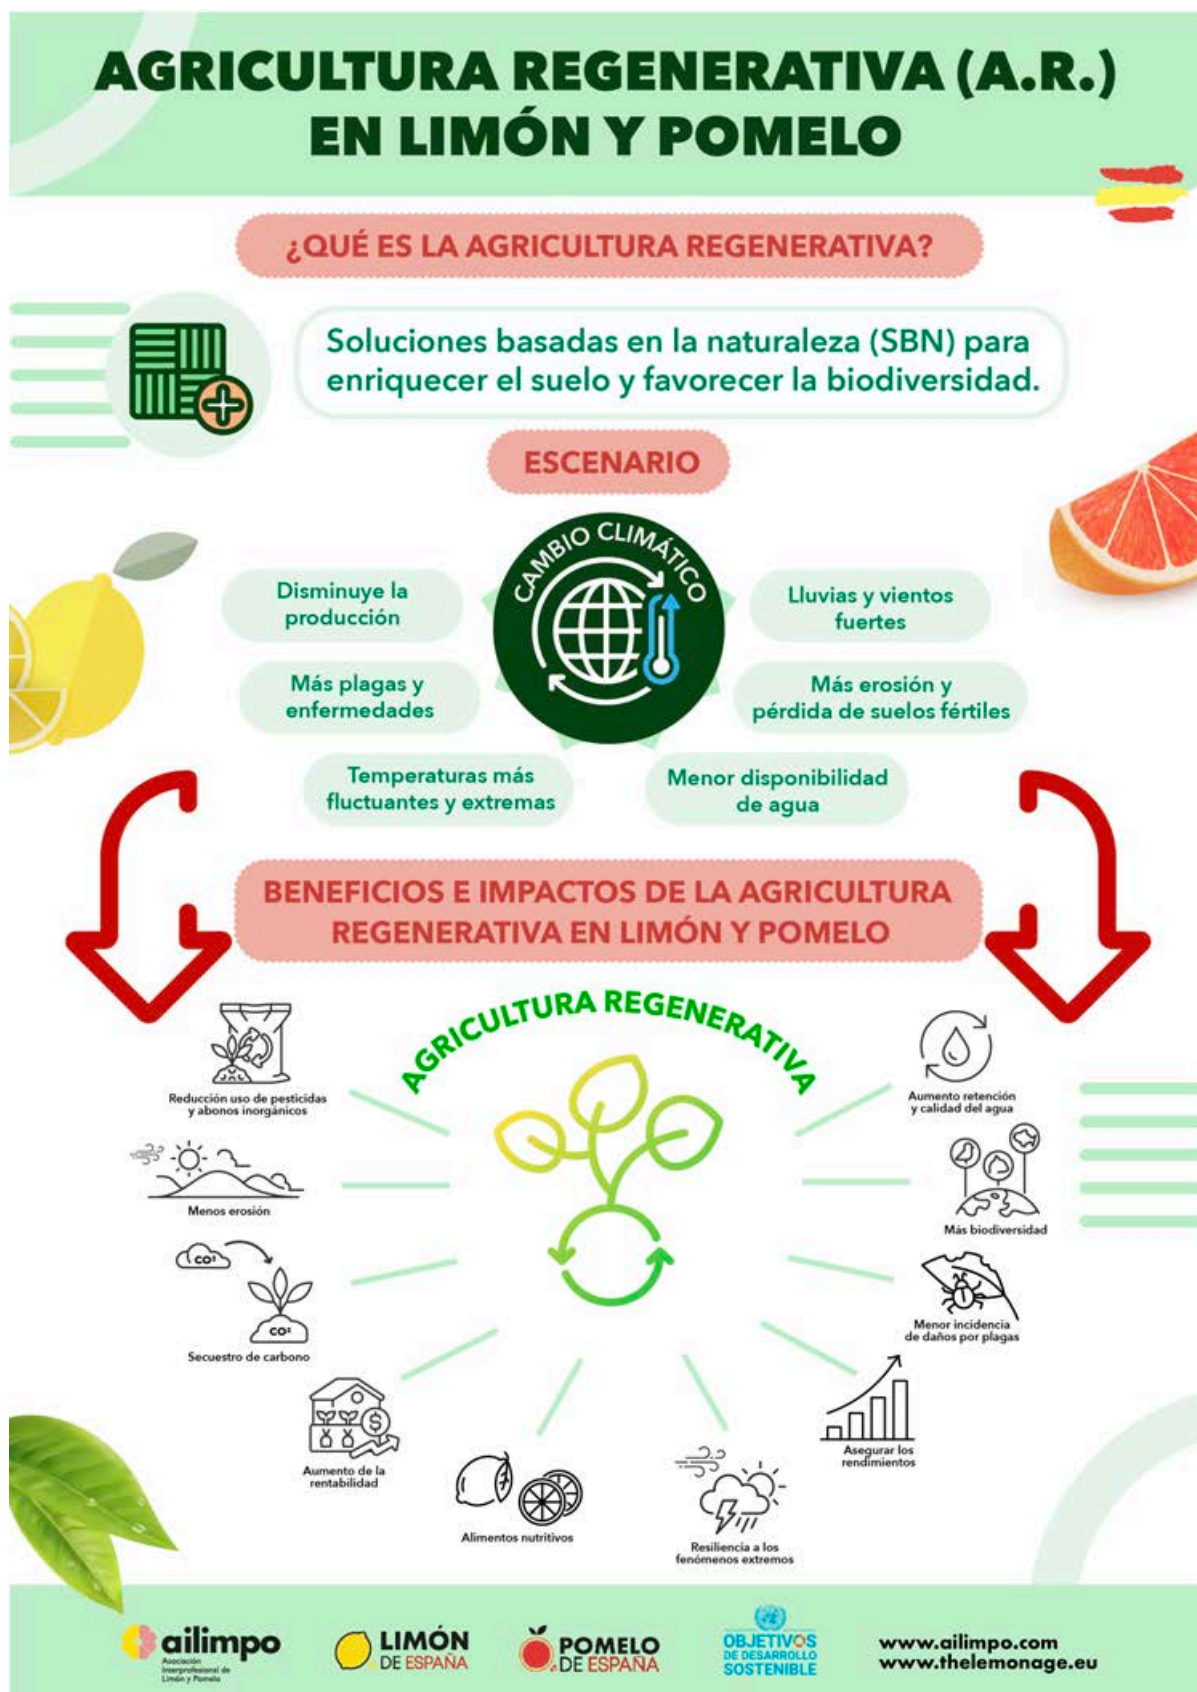 AGRICULTURA REGENERATIVA (A.R.)
EN LIMÓN Y POMELO
¿QUÉ ES LA AGRICULTURA REGENERATIVA?
Soluciones basadas en la naturaleza (SBN) para
enriquecer el suelo y favorecer la biodiversidad.
ESCENARIO
CAMBIO CLIMÁTICO
Disminuye la
producción
Más plagas y
enfermedades
Temperaturas más
fluctuantes y extremas
Lluvias y vientos
fuertes
Más erosión y
pérdida de suelos fértiles
Menor disponibilidad
de agua
BENEFICIOS E IMPACTOS DE LA AGRICULTURA
REGENERATIVA EN LIMÓN Y POMELO
AGRICULTURA REGENERATIVA
Reducción uso de pesticidas
y abonos inorgánicos
Menos erosión
CO²
CO²
Secuestro de carbono
$
Aumento de la
rentabilidad
Alimentos nutritivos
Resiliencia a los
fenómenos extremos
Asegurar los
rendimientos
Menor incidencia
de daños por plagas
Más biodiversidad
Aumento retención
y calidad del agua
ailimpo
Asociación
Interprofesional de
Limón y Pomelo
LIMÓN
DE ESPAÑA
POMELO
DE ESPAÑA
OBJETIVOS
DE DESARROLLO
SOSTENIBLE
www.ailimpo.com
www.thelemonage.eu